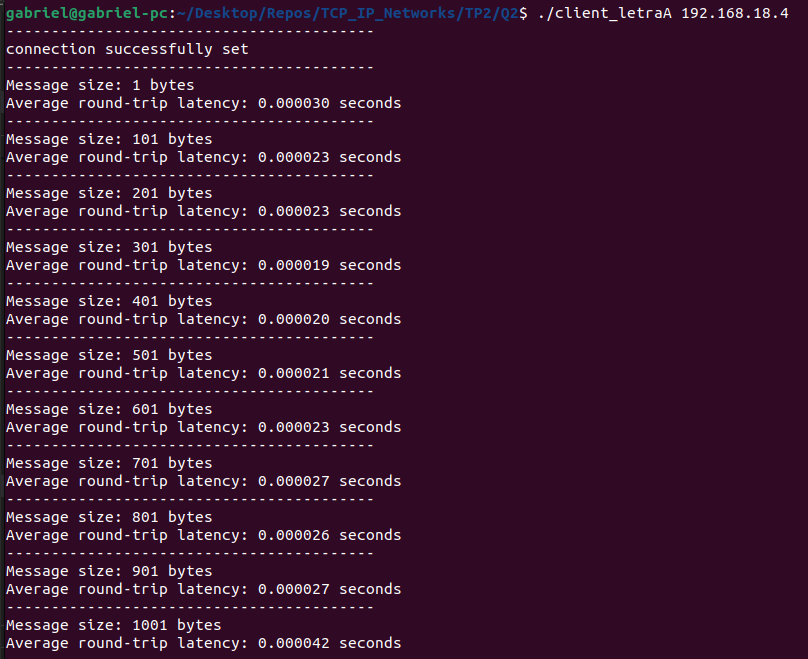 gabriel@gabriel-pc:~/Desktop/Repos/TCP_IP_Networks/TP2/Q2$ ./client_letraA 192.168.18.4
-----------------------------------------
connection successfully set
-----------------------------------------
Message size: 1 bytes
Average round-trip latency: 0.000030 seconds
-----------------------------------------
Message size: 101 bytes
Average round-trip latency: 0.000023 seconds
-----------------------------------------
Message size: 201 bytes
Average round-trip latency: 0.000023 seconds
-----------------------------------------
Message size: 301 bytes
Average round-trip latency: 0.000019 seconds
-----------------------------------------
Message size: 401 bytes
Average round-trip latency: 0.000020 seconds
-----------------------------------------
Message size: 501 bytes
Average round-trip latency: 0.000021 seconds
-----------------------------------------
Message size: 601 bytes
Average round-trip latency: 0.000023 seconds
-----------------------------------------
Message size: 701 bytes
Average round-trip latency: 0.000027 seconds
-----------------------------------------
Message size: 801 bytes
Average round-trip latency: 0.000026 seconds
-----------------------------------------
Message size: 901 bytes
Average round-trip latency: 0.000027 seconds
-----------------------------------------
Message size: 1001 bytes
Average round-trip latency: 0.000042 seconds